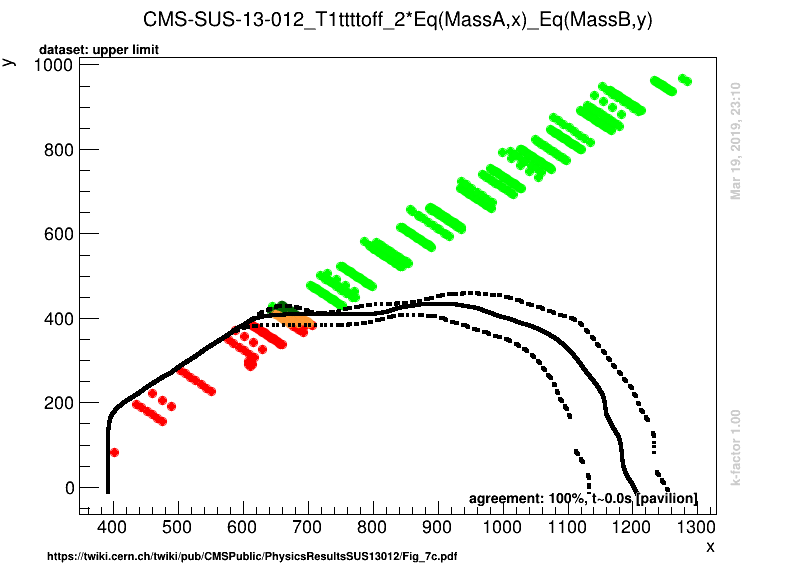 CMS-SUS-13-012_T1ttttoff_2*Eq(MassA,x)_Eq(MassB,y)
dataset: upper limit
y
1000
800
600
400
200
0
400 500 600 700 800 900 1000 1100 1200 1300
x
agreement: 100%, t~0.0s [pavilion]
https://twiki.cern.ch/twiki/pub/CMSPublic/PhysicsResultsSUS13012/Fig_7c.pdf
Mar 19, 2019, 23:10
k-factor 1.00